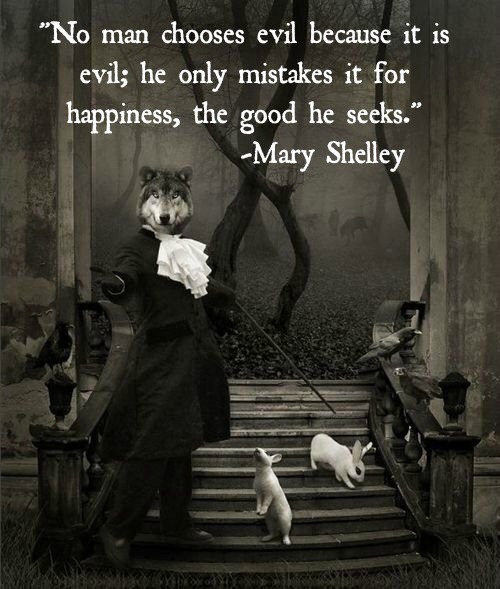 "No man chooses evil because it is
evil; he only mistakes it for
happiness, the good he seeks."
-Mary Shelley